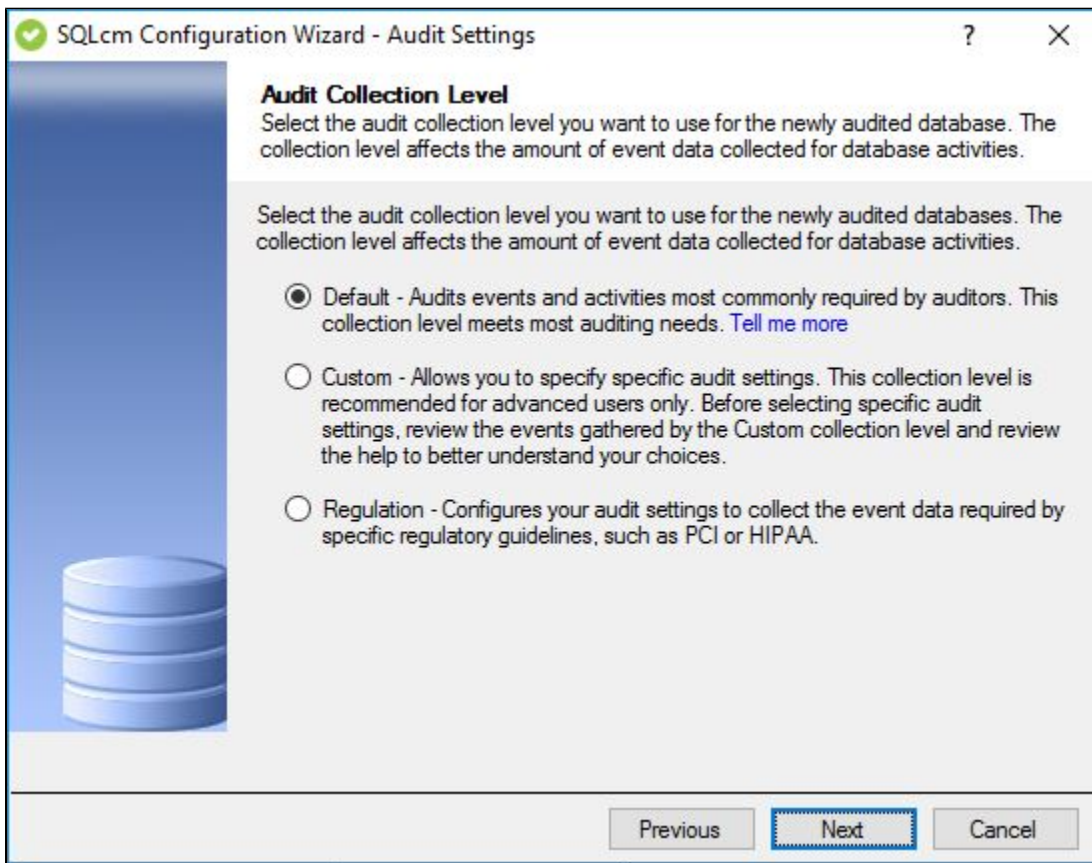 SQLcm Configuration Wizard - Audit Settings
?
Audit Collection Level
Select the audit collection level you want to use for the newly audited database. The
collection level affects the amount of event data collected for database activities.
Select the audit collection level you want to use for the newly audited databases. The
collection level affects the amount of event data collected for database activities.
Default - Audits events and activities most commonly required by auditors. This
collection level meets most auditing needs. Tell me more
Custom - Allows you to specify specific audit settings. This collection level is
recommended for advanced users only. Before selecting specific audit
settings, review the events gathered by the Custom collection level and review
the help to better understand your choices.
Regulation - Configures your audit settings to collect the event data required by
specific regulatory guidelines, such as PCI or HIPAA.
Previous Next Cancel